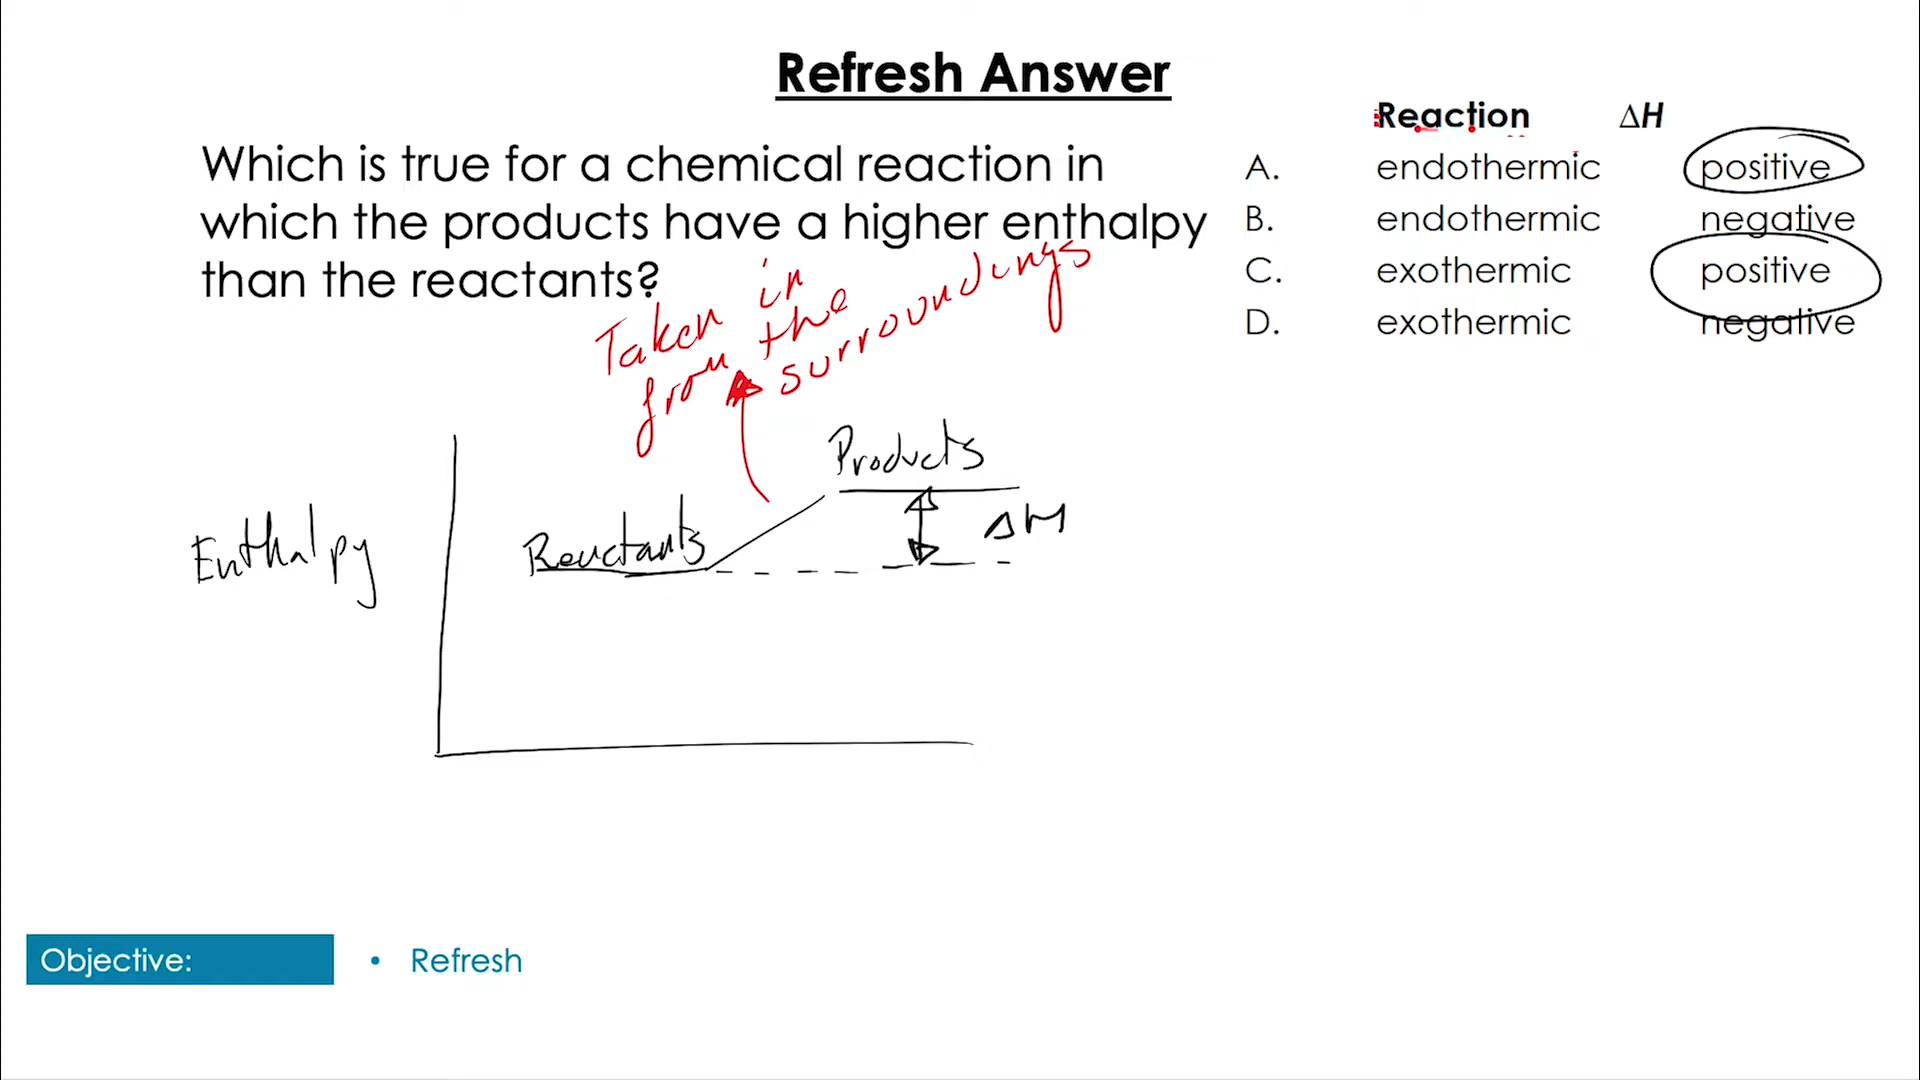 Refresh Answer
Which is true for a chemical reaction in
which the products have a higher enthalpy
than the reactants?
Reaction ΔH
A. endothermic positive
B. endothermic negative
C. exothermic positive
D. exothermic negative
Taken in
from the
surroundings
Products
Reactants
ΔH
Enthalpy
Objective:
• Refresh